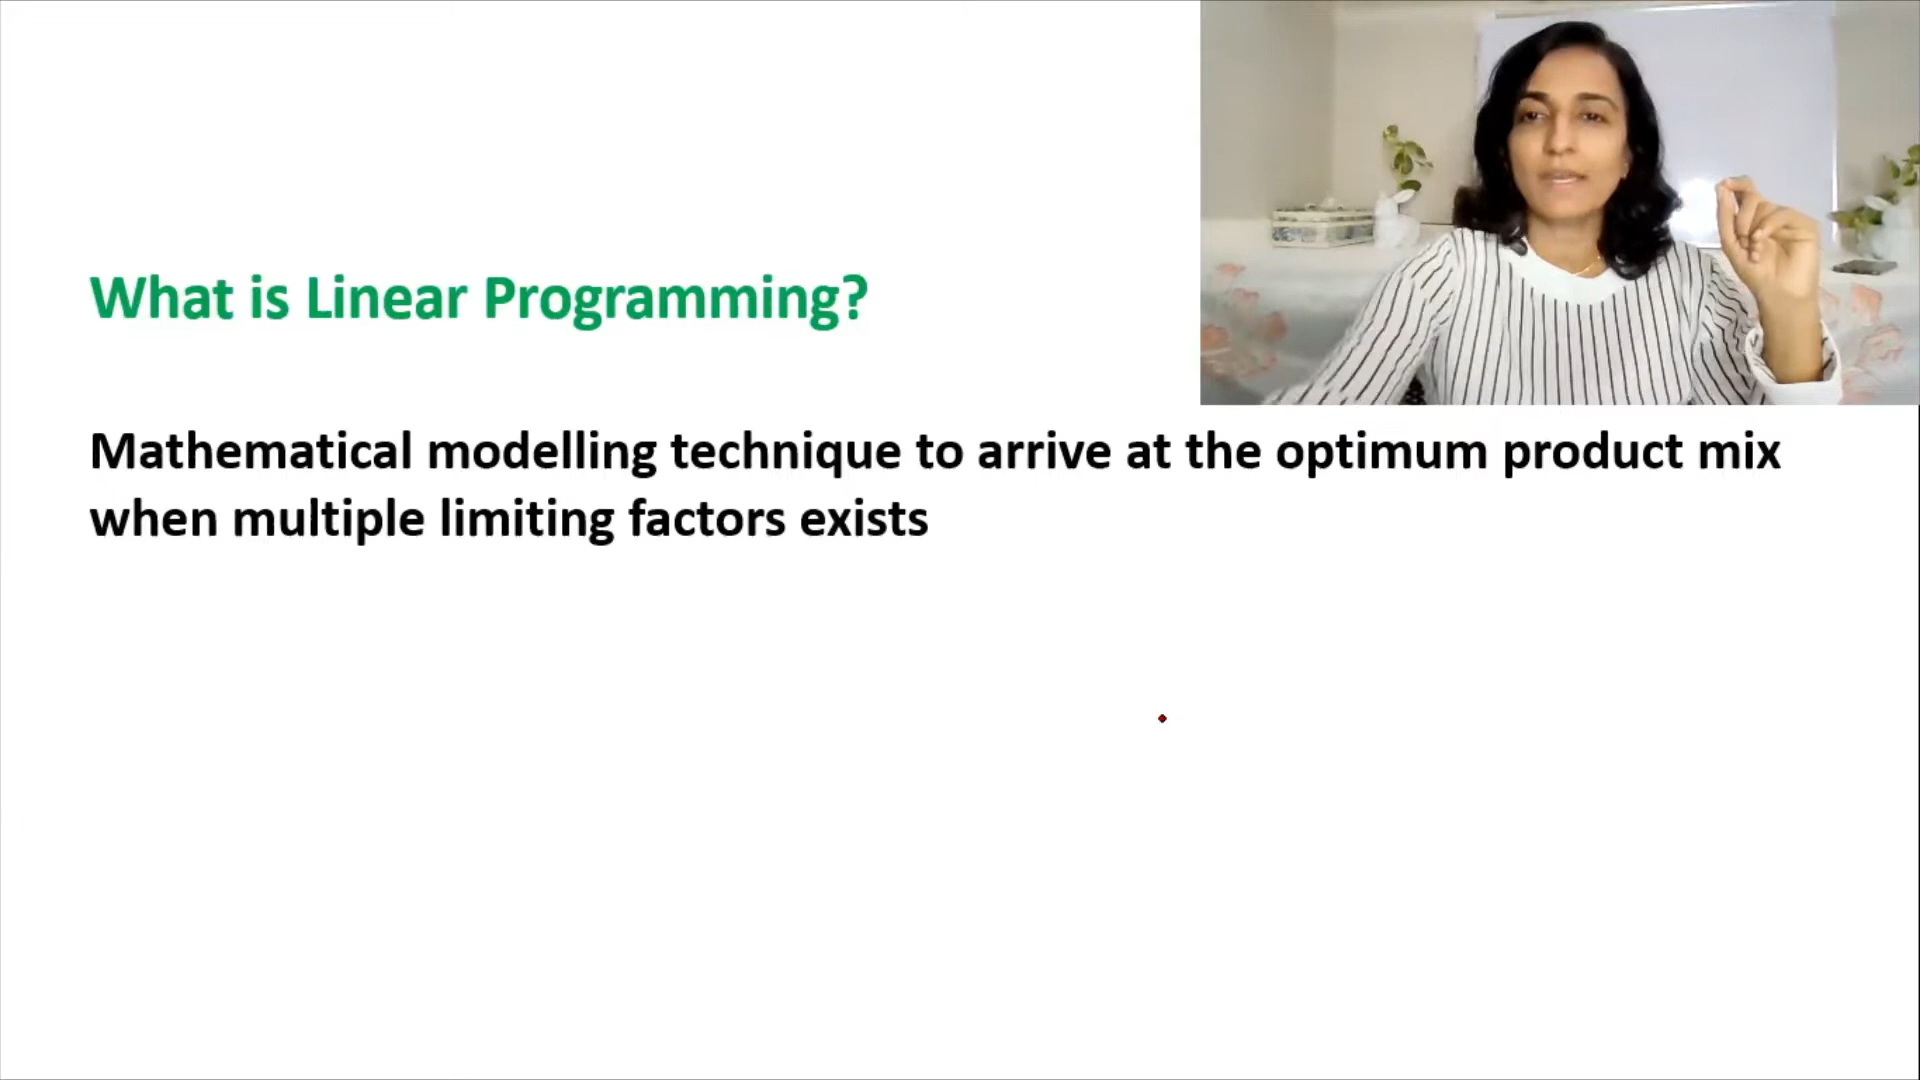 What is Linear Programming?
Mathematical modelling technique to arrive at the optimum product mix
when multiple limiting factors exists